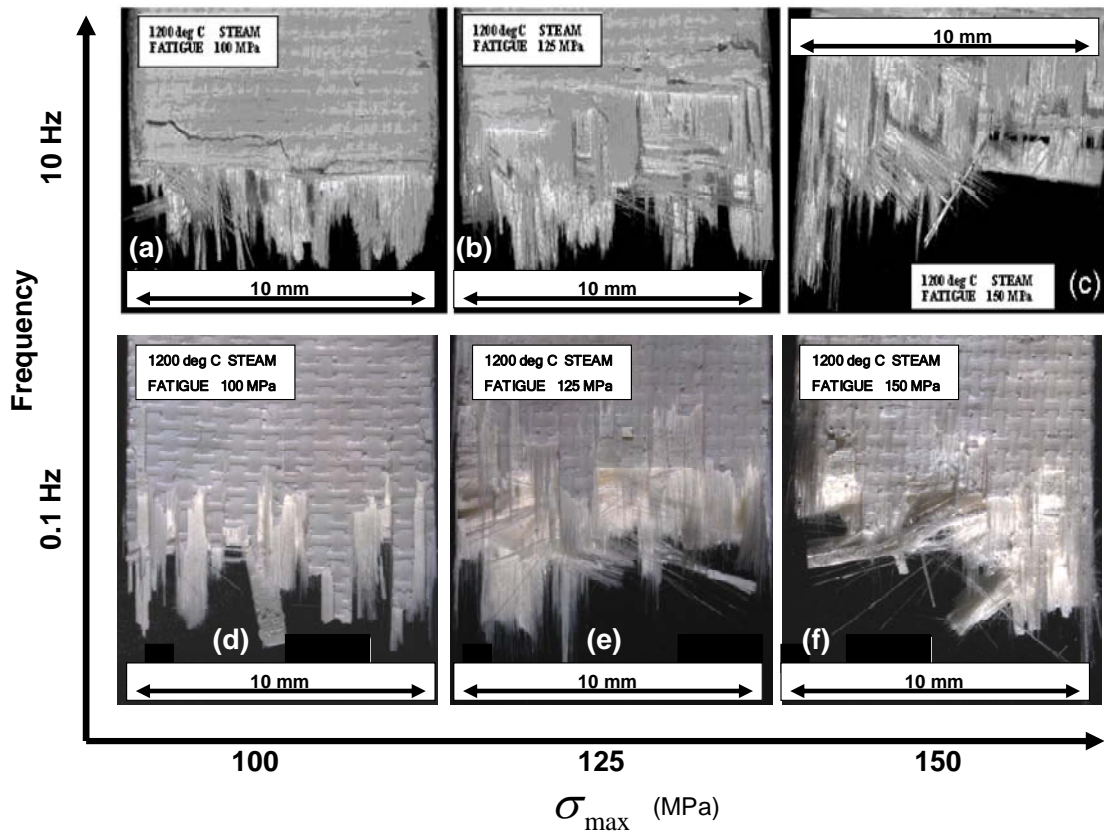 1200 deg C STEAM
FATIGUE 100 MPa
1200 deg C STEAM
FATIGUE 125 MPa
10 mm
10 Hz
(a)
(b)
1200 deg C STEAM
FATIGUE 150 MPa
(c)
10 mm
10 mm
Frequency
1200 deg C STEAM
FATIGUE 100 MPa
1200 deg C STEAM
FATIGUE 125 MPa
1200 deg C STEAM
FATIGUE 150 MPa
0.1 Hz
(d)
(e)
(f)
10 mm
10 mm
10 mm
100
125
150
σmax (MPa)